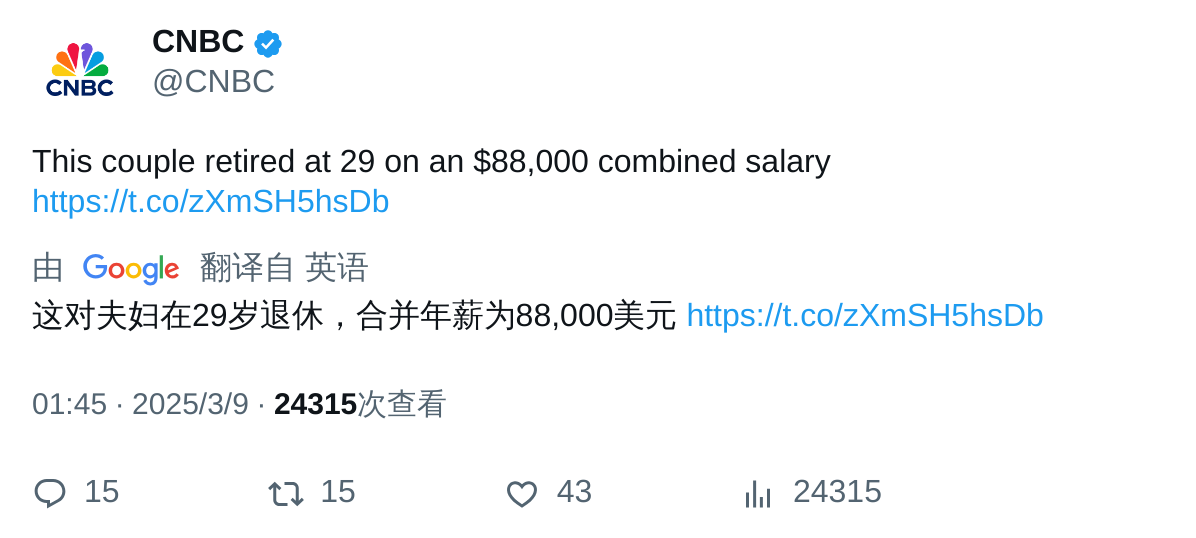 CNBC
CNBC
@CNBC
This couple retired at 29 on an $88,000 combined salary
https://t.co/zXmSH5hsDb
由 Google 翻译自 英语
这对夫妇在29岁退休，合并年薪为88,000美元 https://t.co/zXmSH5hsDb
01:45 · 2025/3/9 · 24315次查看
15 15 43 24315